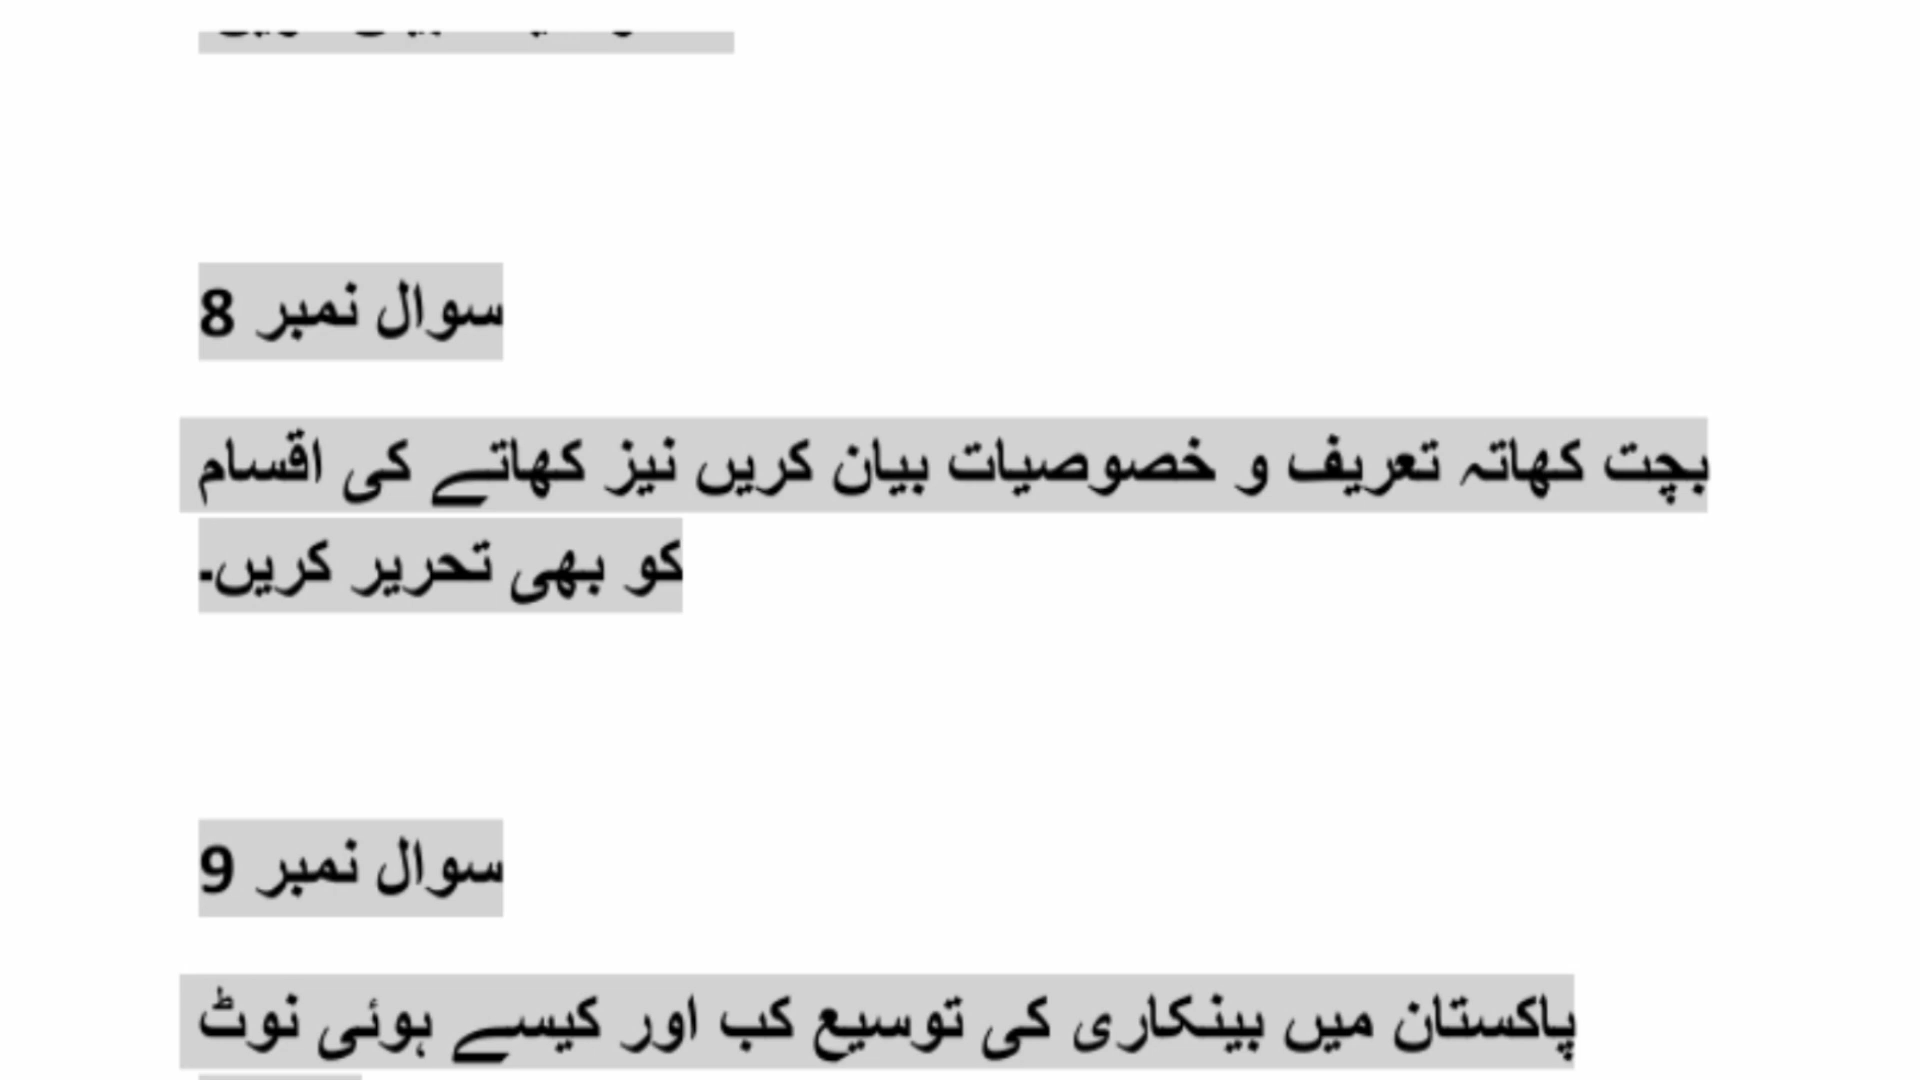 سوال نمبر 8
بچت کھاتہ تعریف و خصوصیات بیان کریں نیز کھاتے کی اقسام
کو بھی تحریر کریں۔
سوال نمبر 9
پاکستان میں بینکاری کی توسیع کب اور کیسے ہوئی نوٹ